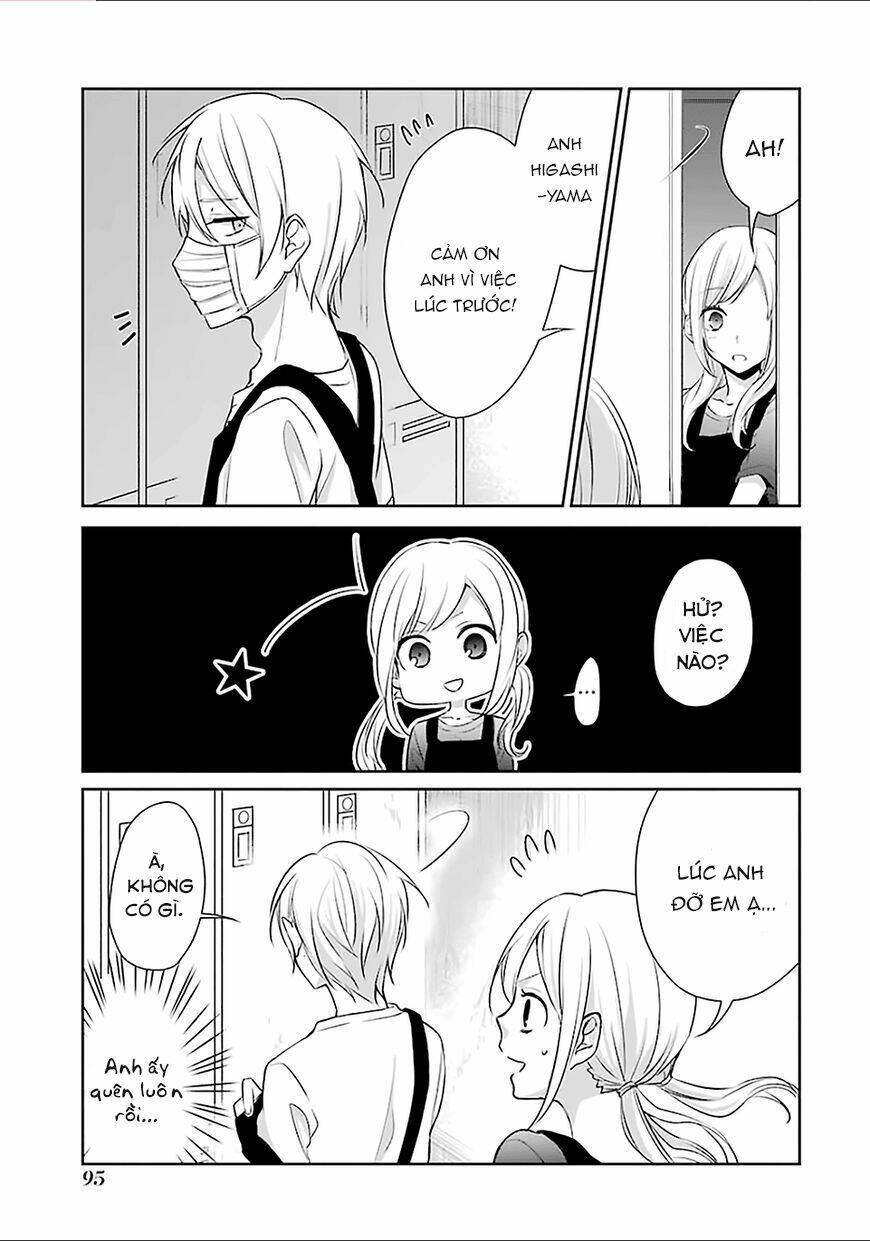 AH!
ANH
HIGASHI
-YAMA
CẢM ƠN
ANH VÌ VIỆC
LÚC TRƯỚC!
HỬ?
VIỆC
NÀO?
...
LÚC ANH
ĐỠ EM Ạ...
À,
KHÔNG
CÓ GÌ.
Anh ấy
quên luôn
rồi...
95